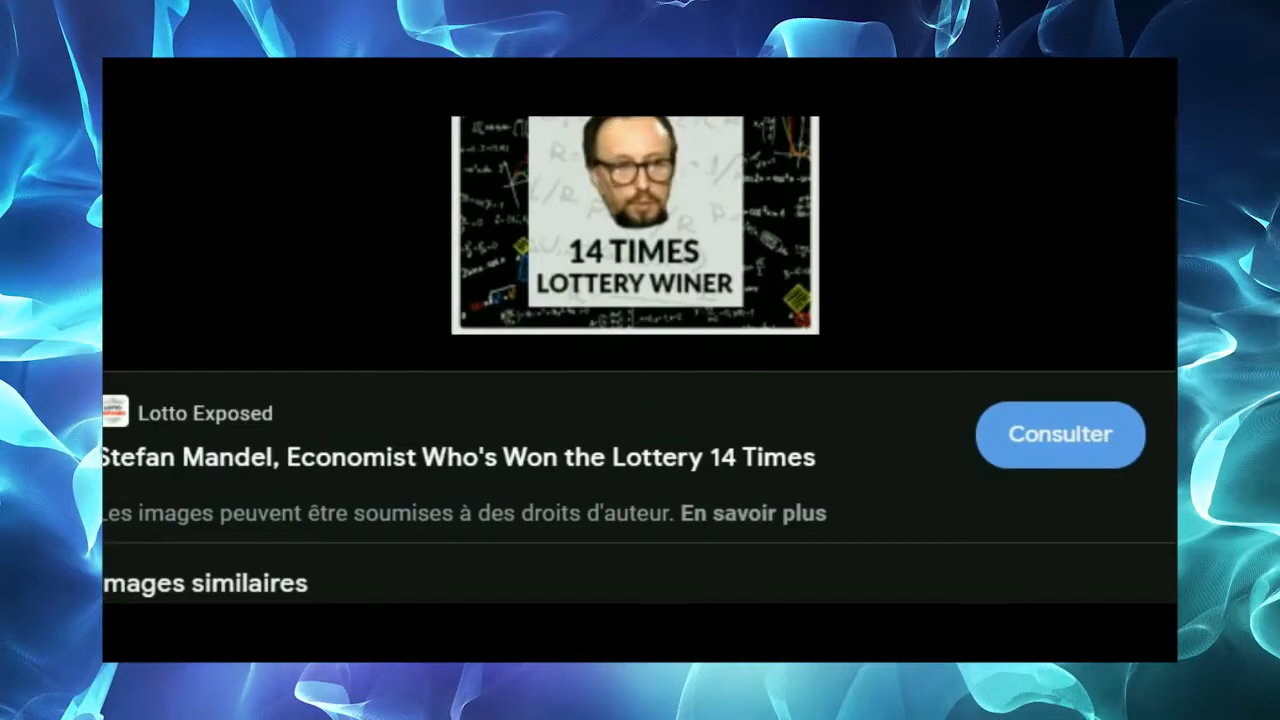 14 TIMES
LOTTERY WINER
Lotto Exposed
Stefan Mandel, Economist Who's Won the Lottery 14 Times
Consulter
Les images peuvent être soumises à des droits d'auteur. En savoir plus
mages similaires